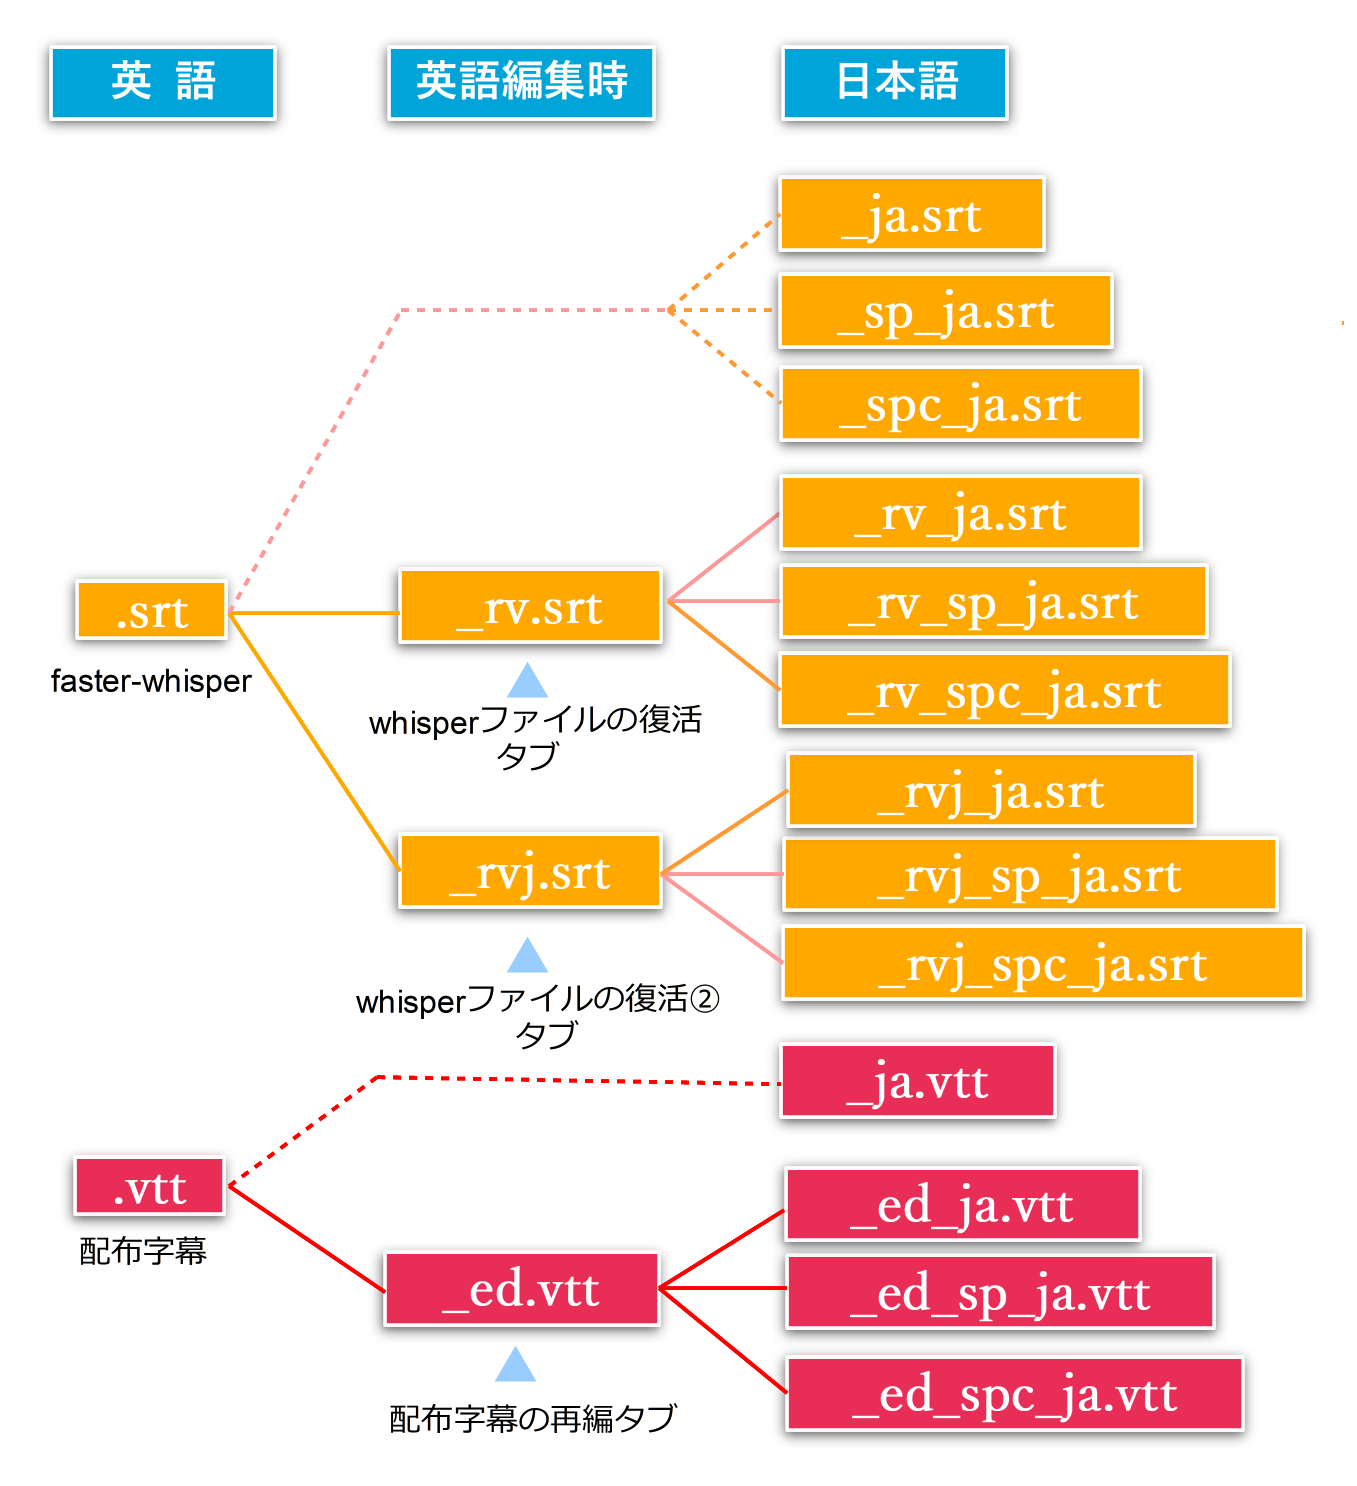 英 語
英語編集時
日本語
_ja.srt
_sp_ja.srt
_spc_ja.srt
_rv_ja.srt
.srt
_rv.srt
_rv_sp_ja.srt
faster-whisper
_rv_spc_ja.srt
whisperファイルの復活
タブ
_rvj_ja.srt
_rvj.srt
_rvj_sp_ja.srt
_rvj_spc_ja.srt
whisperファイルの復活②
タブ
_ja.vtt
.vtt
_ed_ja.vtt
配布字幕
_ed.vtt
_ed_sp_ja.vtt
_ed_spc_ja.vtt
配布字幕の再編タブ